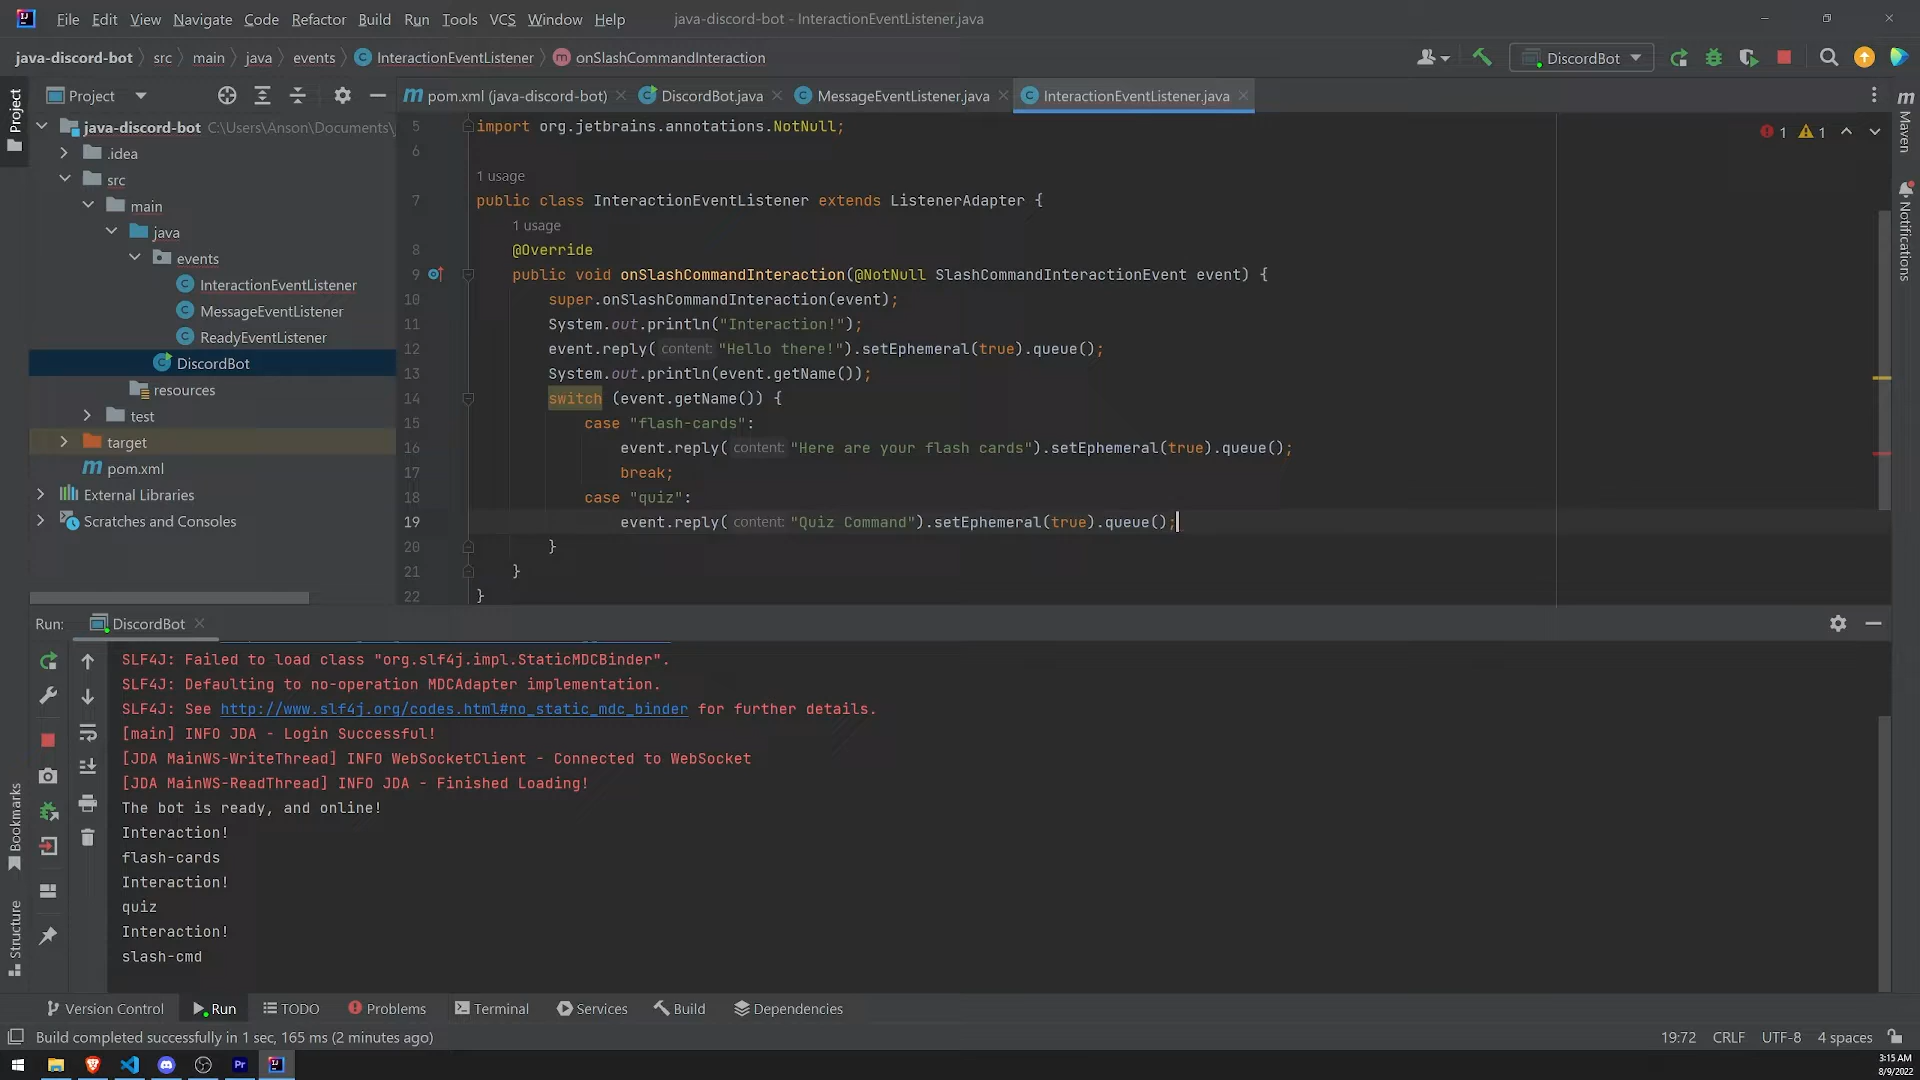 File Edit View Navigate Code Refactor Build Run Tools VCS Window Help java-discord-bot - InteractionEventListener.java
java-discord-bot src main java events InteractionEventListener onSlashCommandInteraction DiscordBot
Project
Project
pom.xml (java-discord-bot) DiscordBot.java MessageEventListener.java InteractionEventListener.java
Maven
Notifications
java-discord-bot C:\Users\Anson\Documents\
.idea
src
main
java
events
InteractionEventListener
MessageEventListener
ReadyEventListener
DiscordBot
resources
test
target
pom.xml
External Libraries
Scratches and Consoles
1 1
5 import org.jetbrains.annotations.NotNull;
6
1 usage
7 public class InteractionEventListener extends ListenerAdapter {
1 usage
8 @Override
9 public void onSlashCommandInteraction(@NotNull SlashCommandInteractionEvent event) {
10 super.onSlashCommandInteraction(event);
11 System.out.println("Interaction!");
12 event.reply( content: "Hello there!").setEphemeral(true).queue();
13 System.out.println(event.getName());
14 switch (event.getName()) {
15 case "flash-cards":
16 event.reply( content: "Here are your flash cards").setEphemeral(true).queue();
17 break;
18 case "quiz":
19 event.reply( content: "Quiz Command").setEphemeral(true).queue();
20 }
21 }
22 }
Run: DiscordBot
SLF4J: Failed to load class "org.slf4j.impl.StaticMDCBinder".
SLF4J: Defaulting to no-operation MDCAdapter implementation.
SLF4J: See http://www.slf4j.org/codes.html#no_static_mdc_binder for further details.
[main] INFO JDA - Login Successful!
[JDA MainWS-WriteThread] INFO WebSocketClient - Connected to WebSocket
[JDA MainWS-ReadThread] INFO JDA - Finished Loading!
The bot is ready, and online!
Interaction!
flash-cards
Interaction!
quiz
Interaction!
slash-cmd
Bookmarks
Structure
Version Control Run TODO Problems Terminal Services Build Dependencies
Build completed successfully in 1 sec, 165 ms (2 minutes ago) 19:72 CRLF UTF-8 4 spaces
3:15 AM
8/9/2022